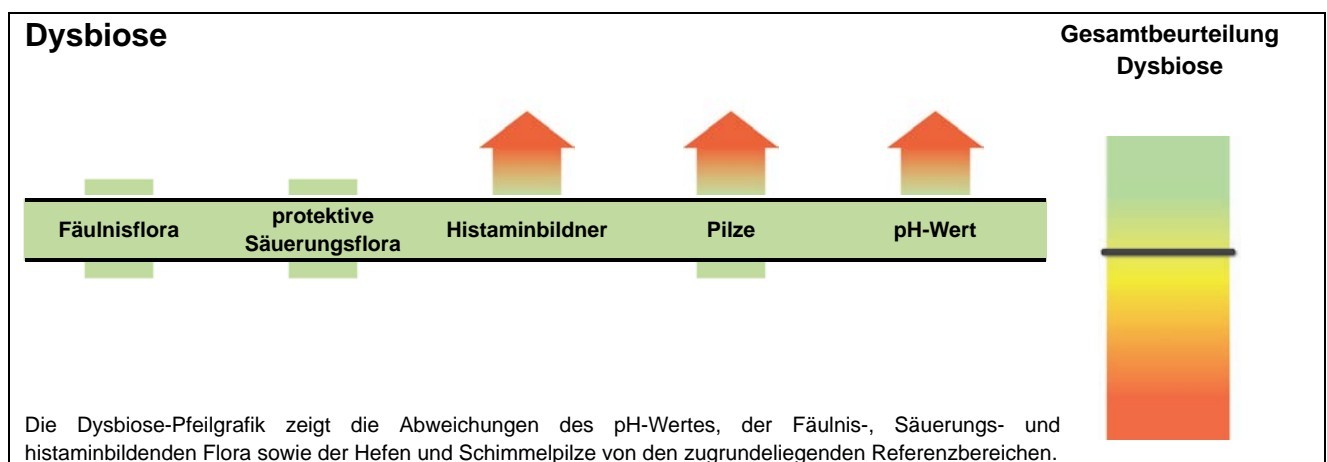 Dysbiose
Gesamtbeurteilung
Dysbiose
Fäulnisflora
protektive
Säuerungsflora
Histaminbildner
Pilze
pH-Wert
Die Dysbiose-Pfeilgrafik zeigt die Abweichungen des pH-Wertes, der Fäulnis-, Säuerungs- und
histaminbildenden Flora sowie der Hefen und Schimmelpilze von den zugrundeliegenden Referenzbereichen.